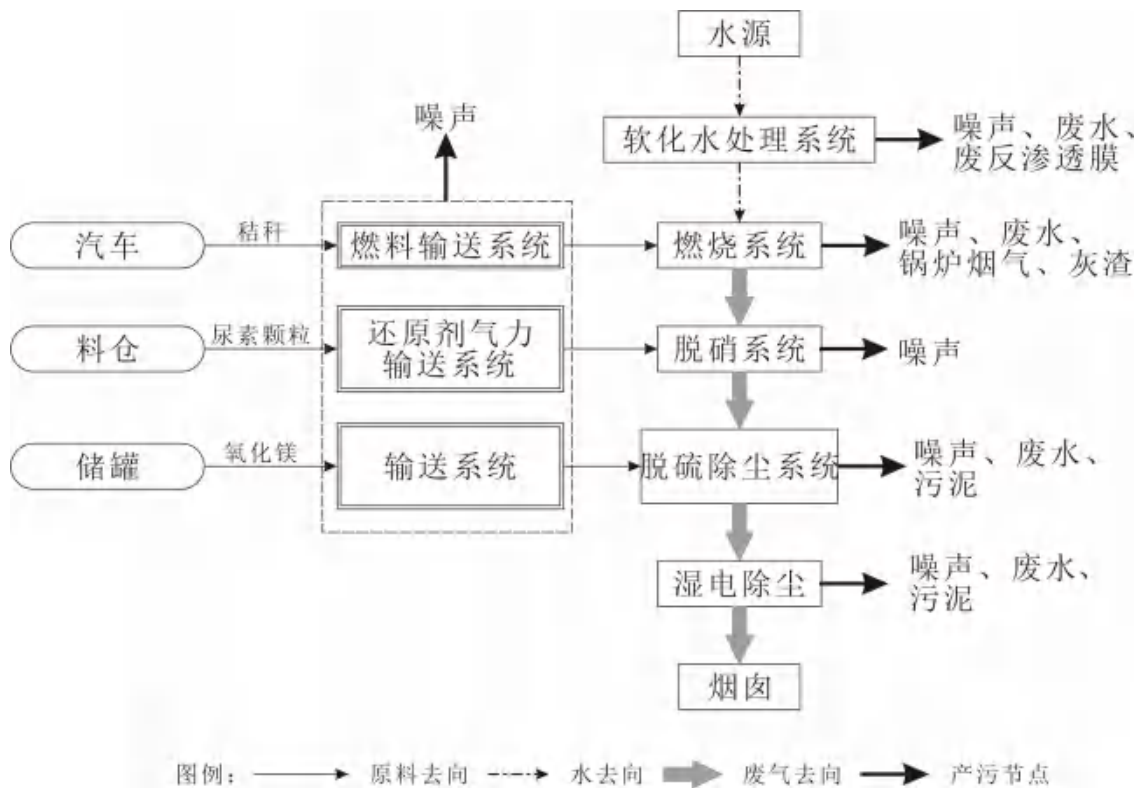 水源
噪声
软化水处理系统
噪声、废水、
废反渗透膜
汽车
秸秆
燃料输送系统
燃烧系统
噪声、废水、
锅炉烟气、灰渣
料仓
尿素颗粒
还原剂气力
输送系统
脱硝系统
噪声
储罐
氧化镁
输送系统
脱硫除尘系统
噪声、废水、
污泥
湿电除尘
噪声、废水、
污泥
烟囱
图例：
原料去向
水去向
废气去向
产污节点